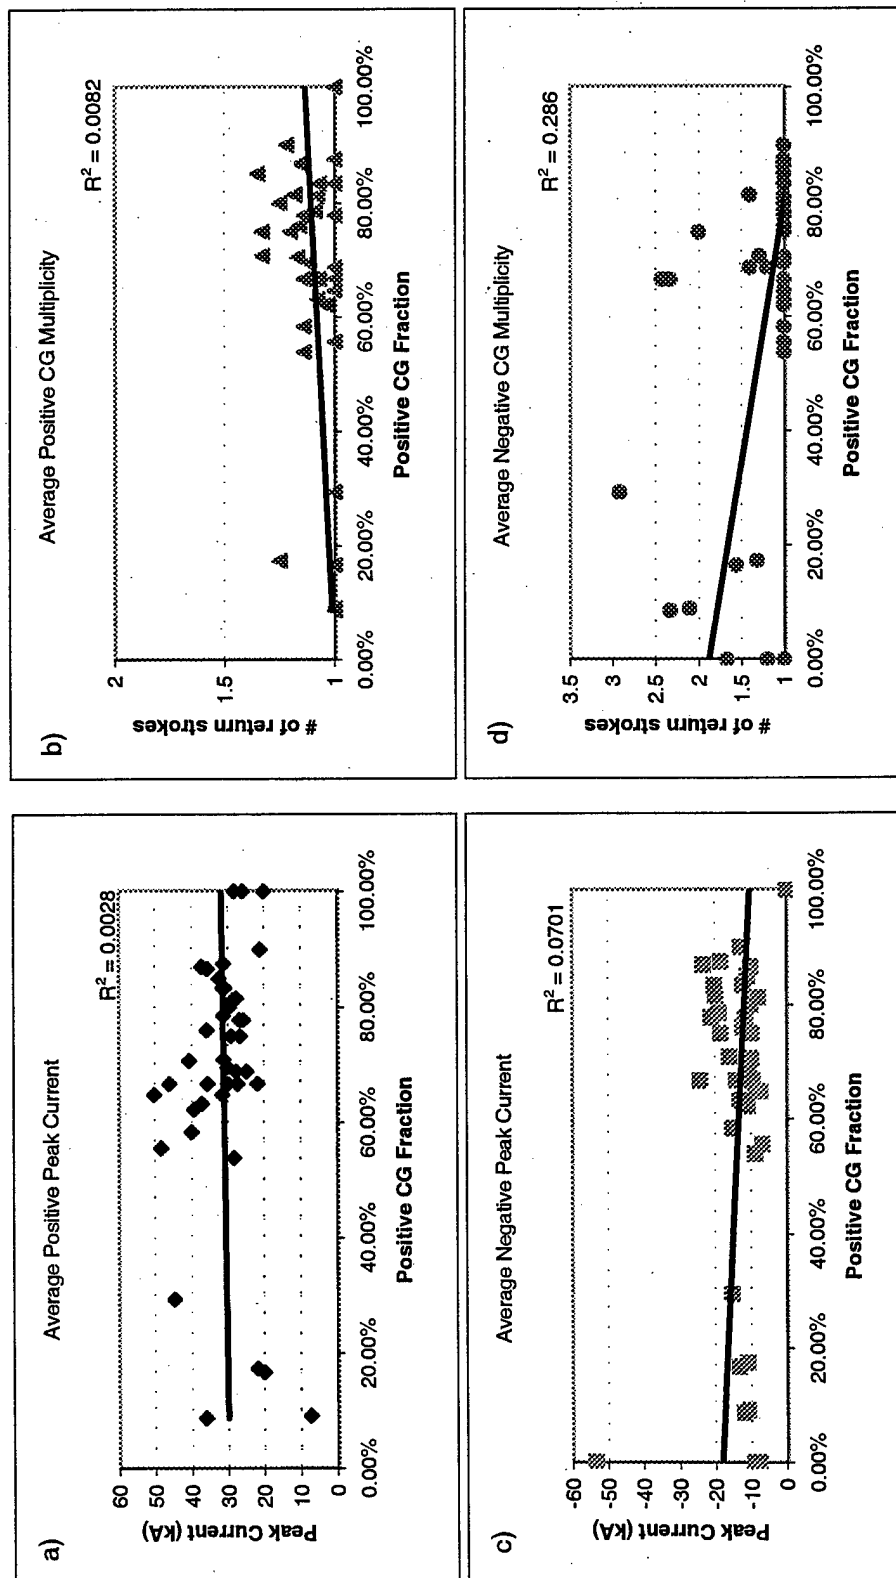 a)
Average Positive Peak Current
R² = 0.0028
Peak Current (kA)
60
50
40
30
20
10
0
0.00%
20.00%
40.00%
60.00%
80.00%
100.00%
Positive CG Fraction
b)
Average Positive CG Multiplicity
R² = 0.0082
# of return strokes
2
1.5
1
0.00%
20.00%
40.00%
60.00%
80.00%
100.00%
Positive CG Fraction
c)
Average Negative Peak Current
R² = 0.0701
Peak Current (kA)
-60
-50
-40
-30
-20
-10
0
0.00%
20.00%
40.00%
60.00%
80.00%
100.00%
Positive CG Fraction
d)
Average Negative CG Multiplicity
R² = 0.286
# of return strokes
3.5
3
2.5
2
1.5
1
0.00%
20.00%
40.00%
60.00%
80.00%
100.00%
Positive CG Fraction